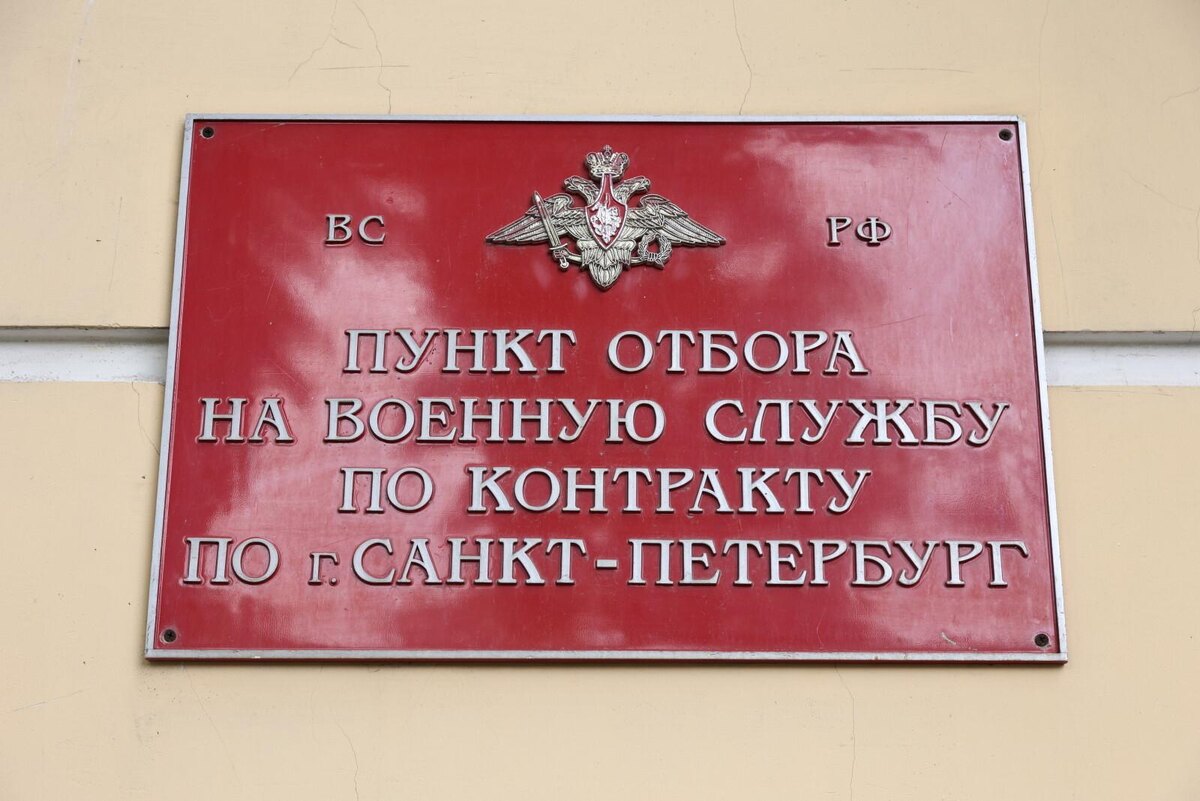 ВС РФ
ПУНКТ ОТБОРА
НА ВОЕННУЮ СЛУЖБУ
ПО КОНТРАКТУ
ПО г. САНКТ-ПЕТЕРБУРГ